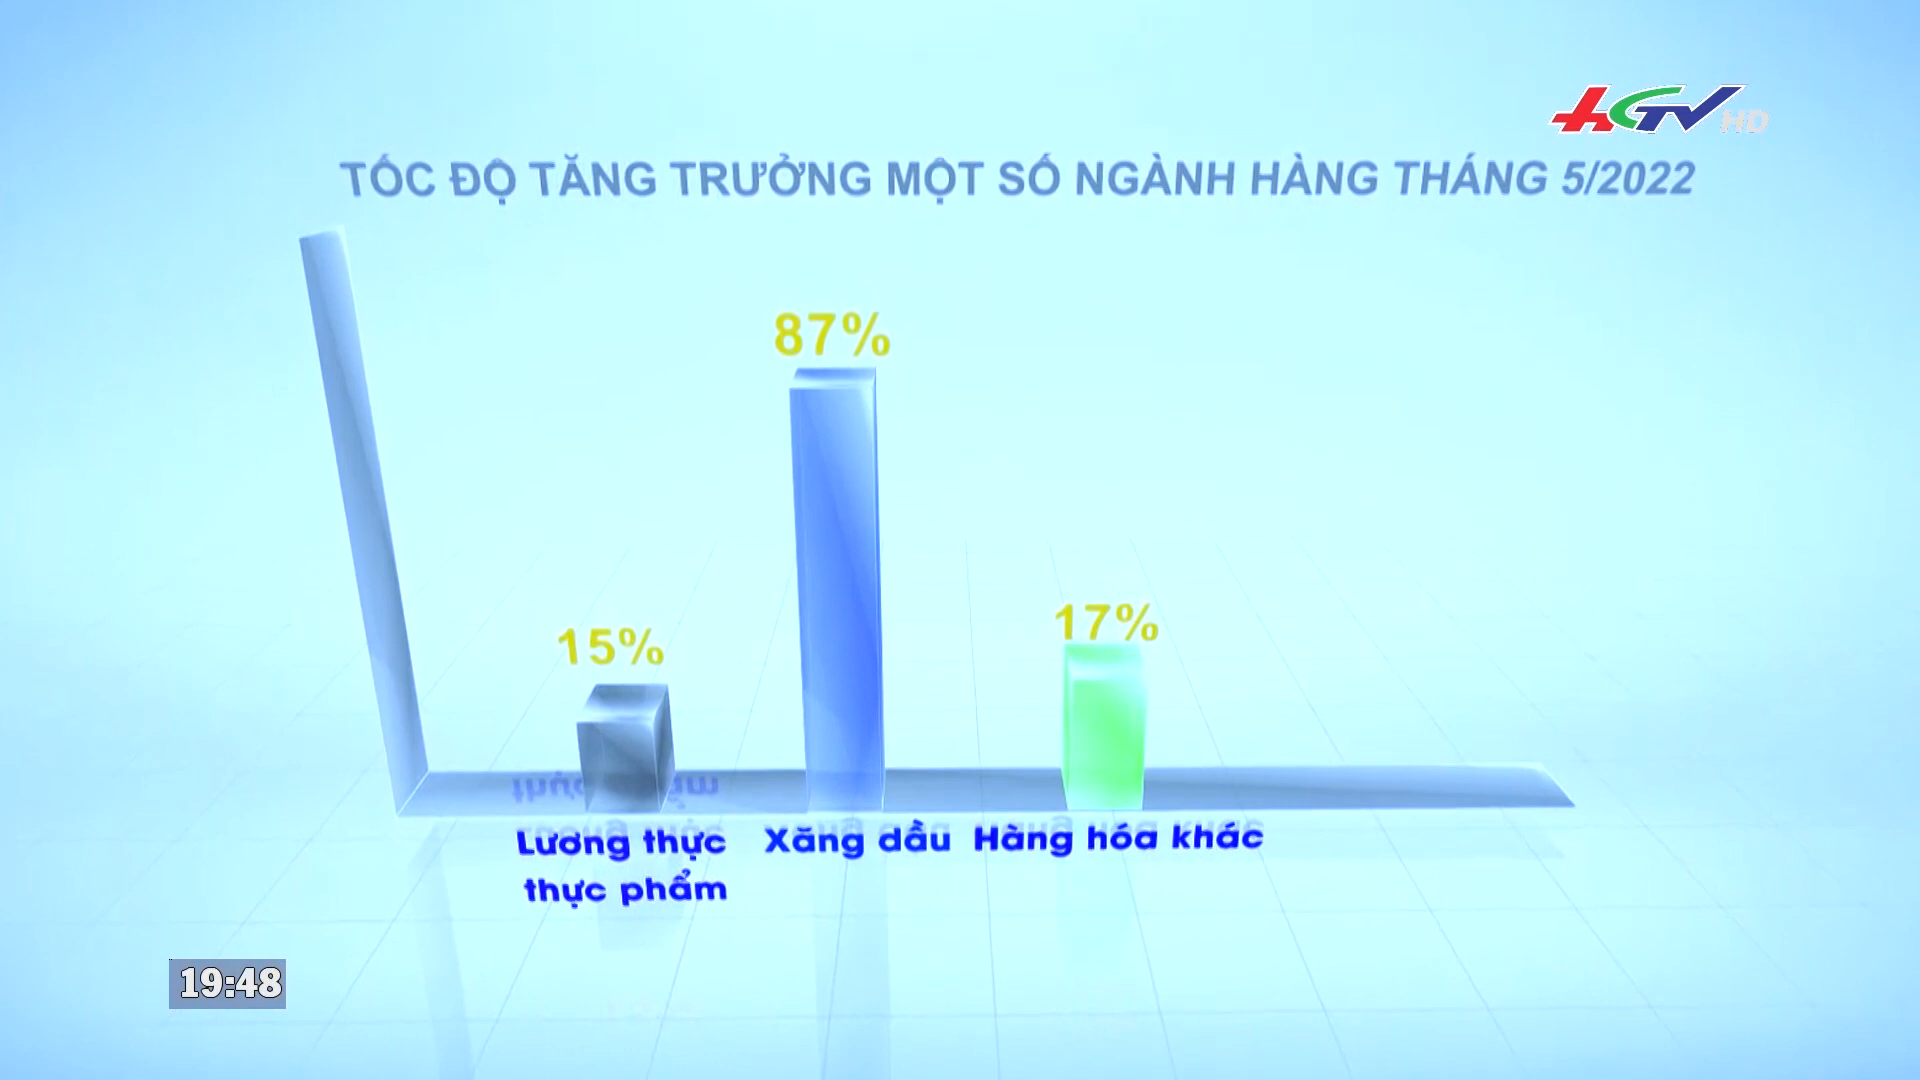 HGTV HD
TỐC ĐỘ TĂNG TRƯỞNG MỘT SỐ NGÀNH HÀNG THÁNG 5/2022
87%
15%
17%
Lương thực
thực phẩm
Xăng dầu
Hàng hóa khác
19:48